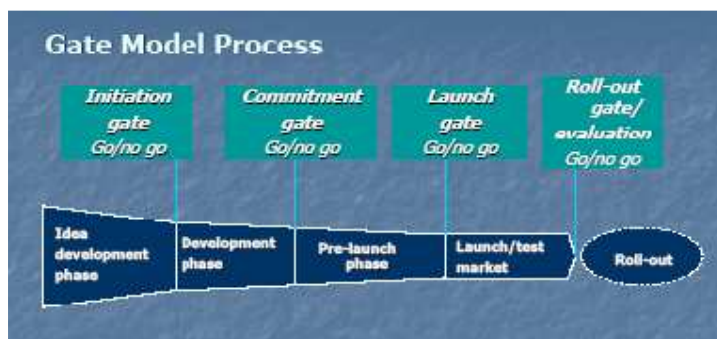 Gate Model Process
Initiation
gate
Go/no go
Commitment
gate
Go/no go
Launch
gate
Go/no go
Roll-out
gate/
evaluation
Go/no go
Idea
development
phase
Development
phase
Pre-launch
phase
Launch/test
market
Roll-out